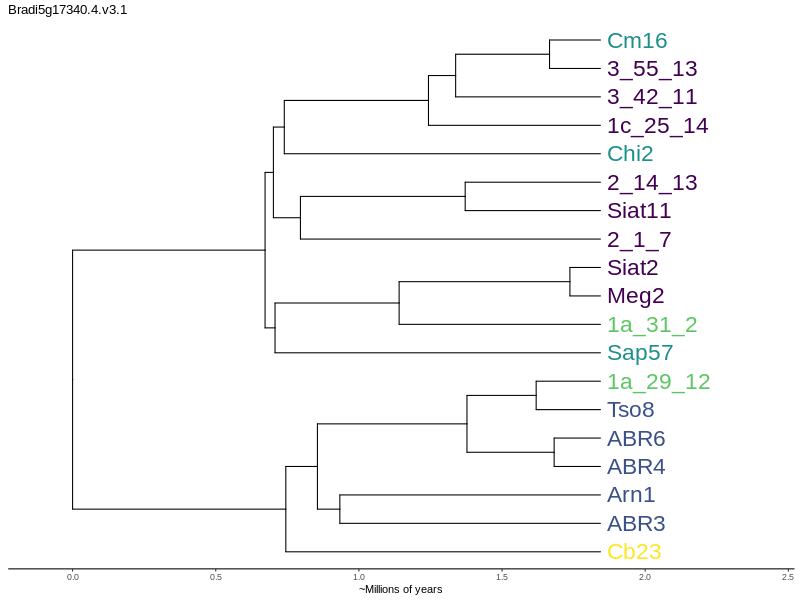 Bradi5g17340.4.v3.1
Cm16
3_55_13
3_42_11
1c_25_14
Chi2
2_14_13
Siat11
2_1_7
Siat2
Meg2
1a_31_2
Sap57
1a_29_12
Tso8
ABR6
ABR4
Arn1
ABR3
Cb23
0.0 0.5 1.0 1.5 2.0 2.5
~Millions of years